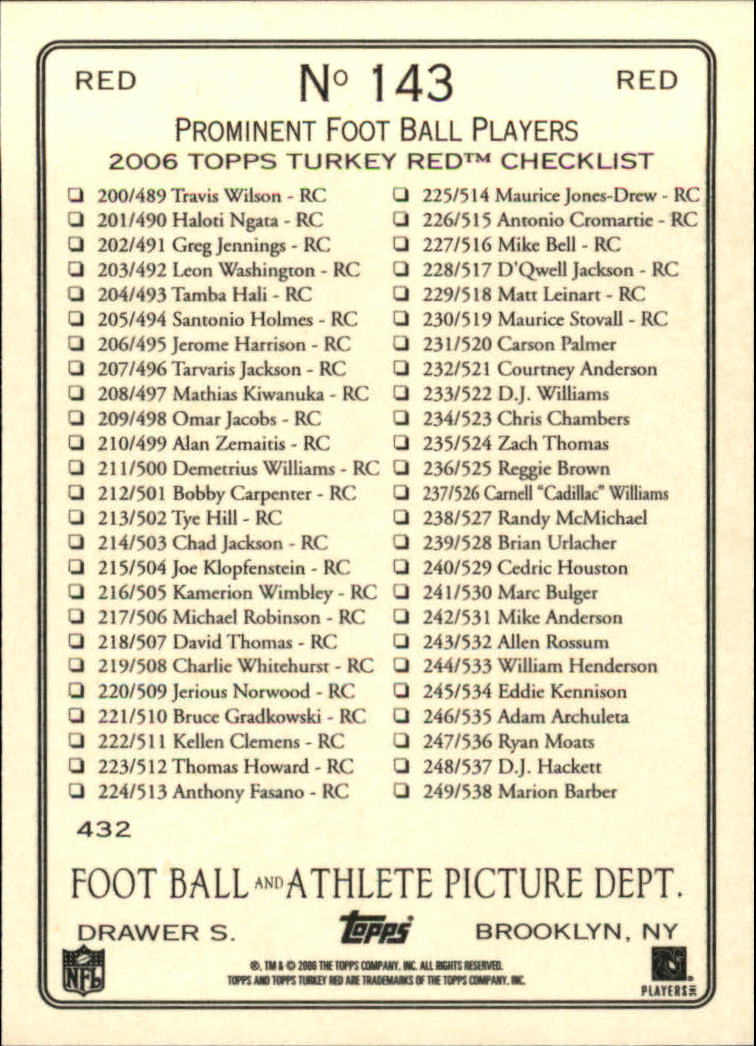 RED Nº 143 RED
PROMINENT FOOT BALL PLAYERS
2006 TOPPS TURKEY RED™ CHECKLIST
❏ 200/489 Travis Wilson - RC
❏ 201/490 Haloti Ngata - RC
❏ 202/491 Greg Jennings - RC
❏ 203/492 Leon Washington - RC
❏ 204/493 Tamba Hali - RC
❏ 205/494 Santonio Holmes - RC
❏ 206/495 Jerome Harrison - RC
❏ 207/496 Tarvaris Jackson - RC
❏ 208/497 Mathias Kiwanuka - RC
❏ 209/498 Omar Jacobs - RC
❏ 210/499 Alan Zemaitis - RC
❏ 211/500 Demetrius Williams - RC
❏ 212/501 Bobby Carpenter - RC
❏ 213/502 Tye Hill - RC
❏ 214/503 Chad Jackson - RC
❏ 215/504 Joe Klopfenstein - RC
❏ 216/505 Kamerion Wimbley - RC
❏ 217/506 Michael Robinson - RC
❏ 218/507 David Thomas - RC
❏ 219/508 Charlie Whitehurst - RC
❏ 220/509 Jerious Norwood - RC
❏ 221/510 Bruce Gradkowski - RC
❏ 222/511 Kellen Clemens - RC
❏ 223/512 Thomas Howard - RC
❏ 224/513 Anthony Fasano - RC
❏ 225/514 Maurice Jones-Drew - RC
❏ 226/515 Antonio Cromartie - RC
❏ 227/516 Mike Bell - RC
❏ 228/517 D'Qwell Jackson - RC
❏ 229/518 Matt Leinart - RC
❏ 230/519 Maurice Stovall - RC
❏ 231/520 Carson Palmer
❏ 232/521 Courtney Anderson
❏ 233/522 D.J. Williams
❏ 234/523 Chris Chambers
❏ 235/524 Zach Thomas
❏ 236/525 Reggie Brown
❏ 237/526 Carnell "Cadillac" Williams
❏ 238/527 Randy McMichael
❏ 239/528 Brian Urlacher
❏ 240/529 Cedric Houston
❏ 241/530 Marc Bulger
❏ 242/531 Mike Anderson
❏ 243/532 Allen Rossum
❏ 244/533 William Henderson
❏ 245/534 Eddie Kennison
❏ 246/535 Adam Archuleta
❏ 247/536 Ryan Moats
❏ 248/537 D.J. Hackett
❏ 249/538 Marion Barber
432
FOOT BALL AND ATHLETE PICTURE DEPT.
DRAWER S. Topps BROOKLYN, NY
NFL
®, TM & © 2006 THE TOPPS COMPANY, INC. ALL RIGHTS RESERVED.
TOPPS AND TOPPS TURKEY RED ARE TRADEMARKS OF THE TOPPS COMPANY, INC.
PLAYERS INC